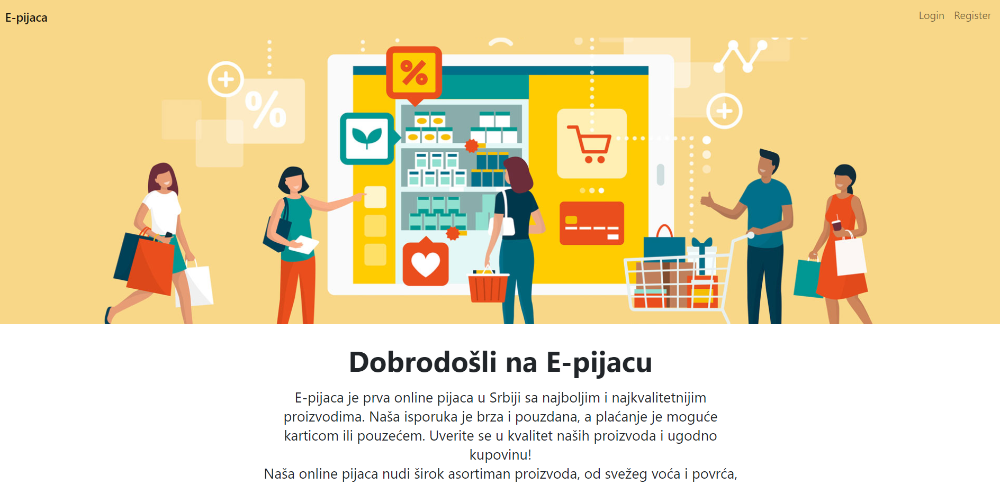 E-pijaca
Login Register
%
%
Dobrodošli na E-pijacu
E-pijaca je prva online pijaca u Srbiji sa najboljim i najkvalitetnijim
proizvodima. Naša isporuka je brza i pouzdana, a plaćanje je moguće
karticom ili pouzećem. Uverite se u kvalitet naših proizvoda i ugodno
kupovinu!
Naša online pijaca nudi širok asortiman proizvoda, od svežeg voća i povrća,